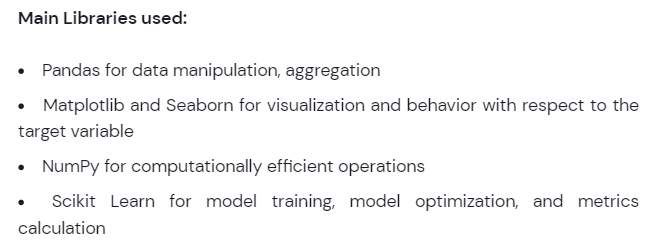 Main Libraries used:
• Pandas for data manipulation, aggregation
• Matplotlib and Seaborn for visualization and behavior with respect to the
target variable
• NumPy for computationally efficient operations
• Scikit Learn for model training, model optimization, and metrics
calculation